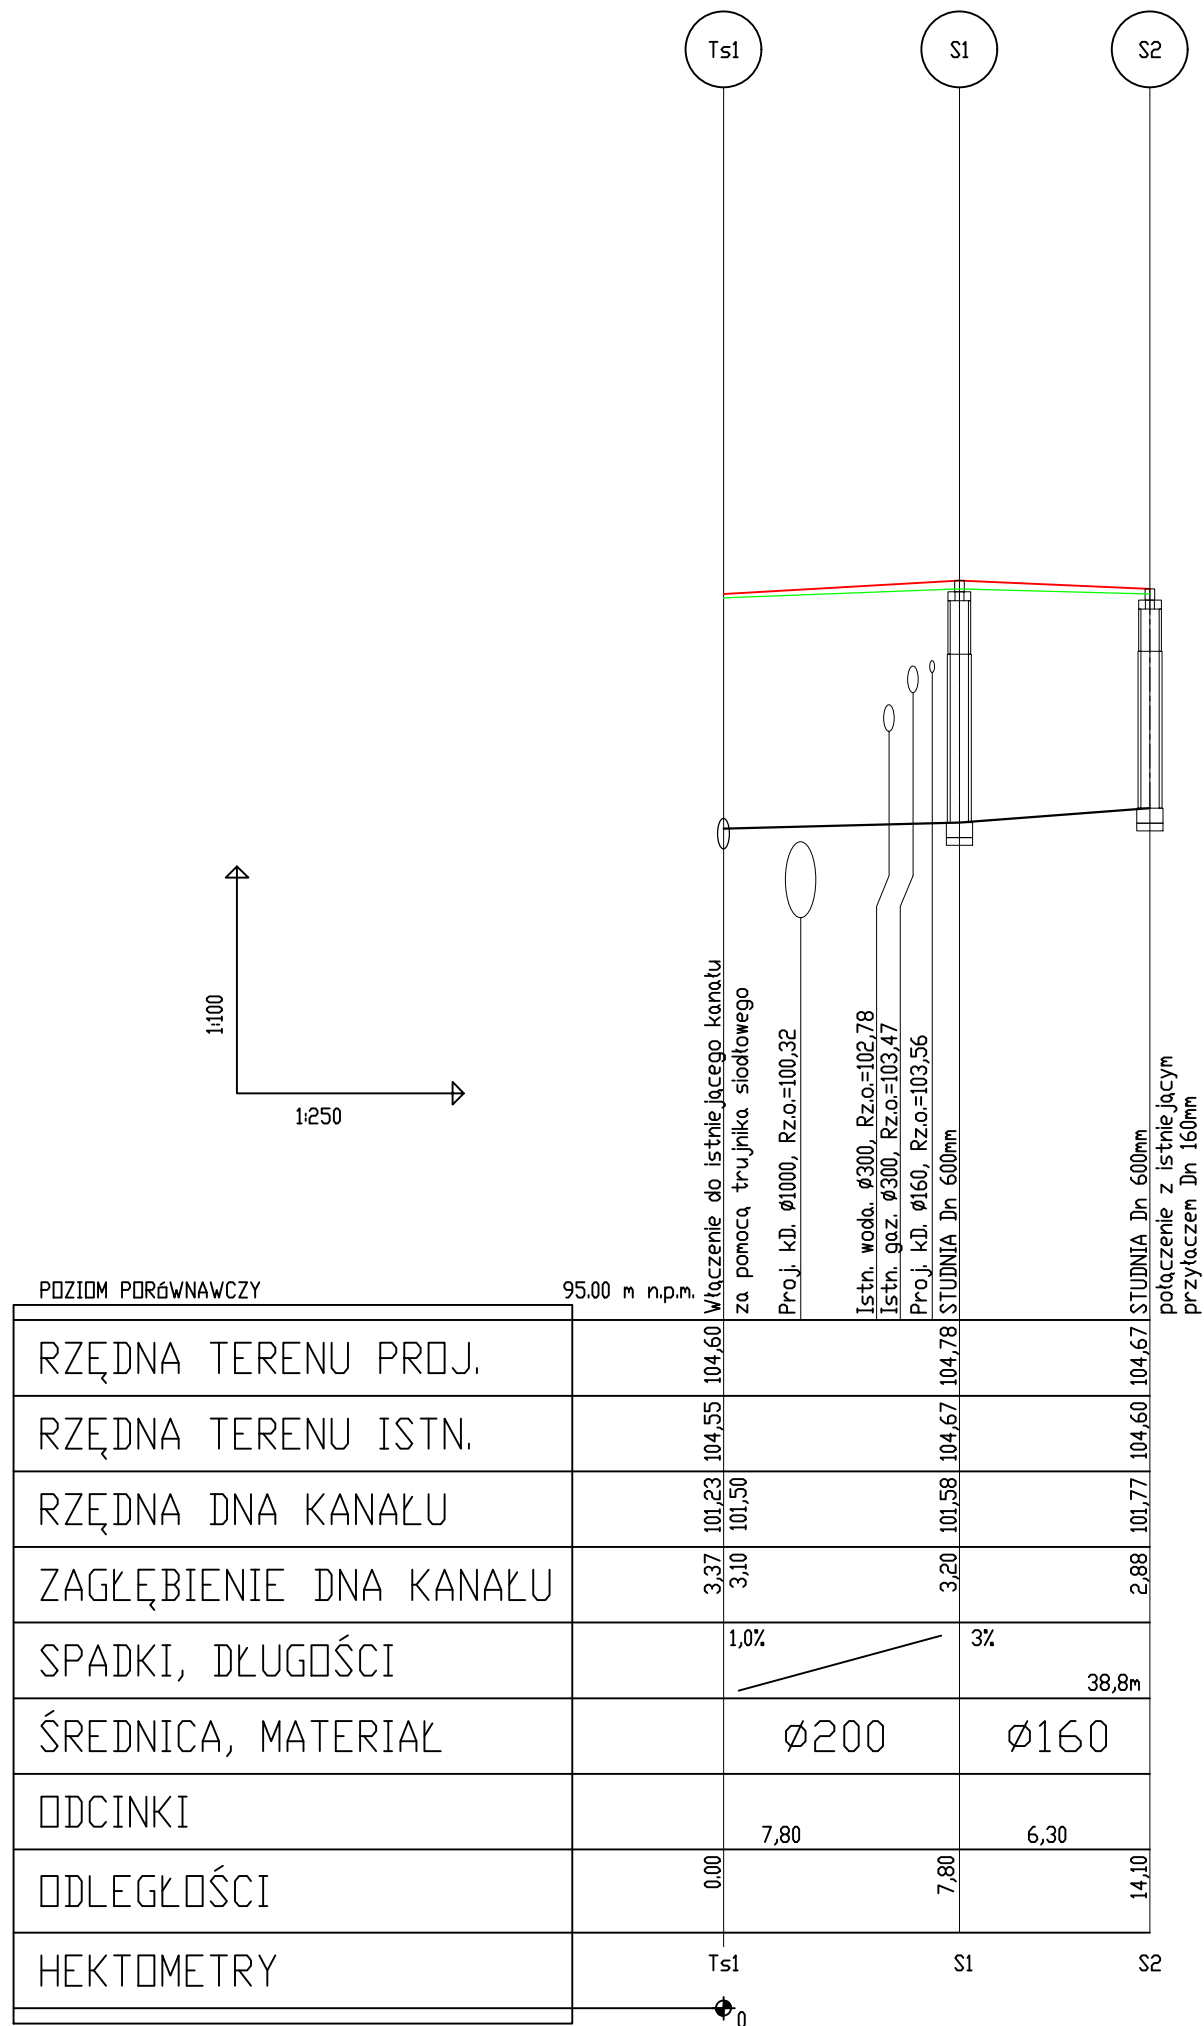 Ts1
S1
S2
1:100
1:250
Włączenie do istniejącego kanału
za pomocą trujnika siodłowego
Proj. kD. ø1000, Rz.o.=100,32
Istn. woda. ø300, Rz.o.=102,78
Istn. gaz. ø300, Rz.o.=103,47
Proj. kD. ø160, Rz.o.=103,56
STUDNIA Dn 600mm
STUDNIA Dn 600mm
połączenie z istniejącym
przyłączem Dn 160mm
POZIOM PORóWNAWCZY 95.00 m n.p.m.
RZĘDNA TERENU PROJ. 104,60 104,78 104,67
RZĘDNA TERENU ISTN. 104,55 104,67 104,60
RZĘDNA DNA KANAŁU 101,23 101,50 101,58 101,77
ZAGŁĘBIENIE DNA KANAŁU 3,37 3,10 3,20 2,88
SPADKI, DŁUGOŚCI 1,0% 3% 38,8m
ŚREDNICA, MATERIAŁ Ø200 Ø160
ODCINKI 7,80 6,30
ODLEGŁOŚCI 0.00 7,80 14,10
HEKTOMETRY Ts1 S1 S2
0